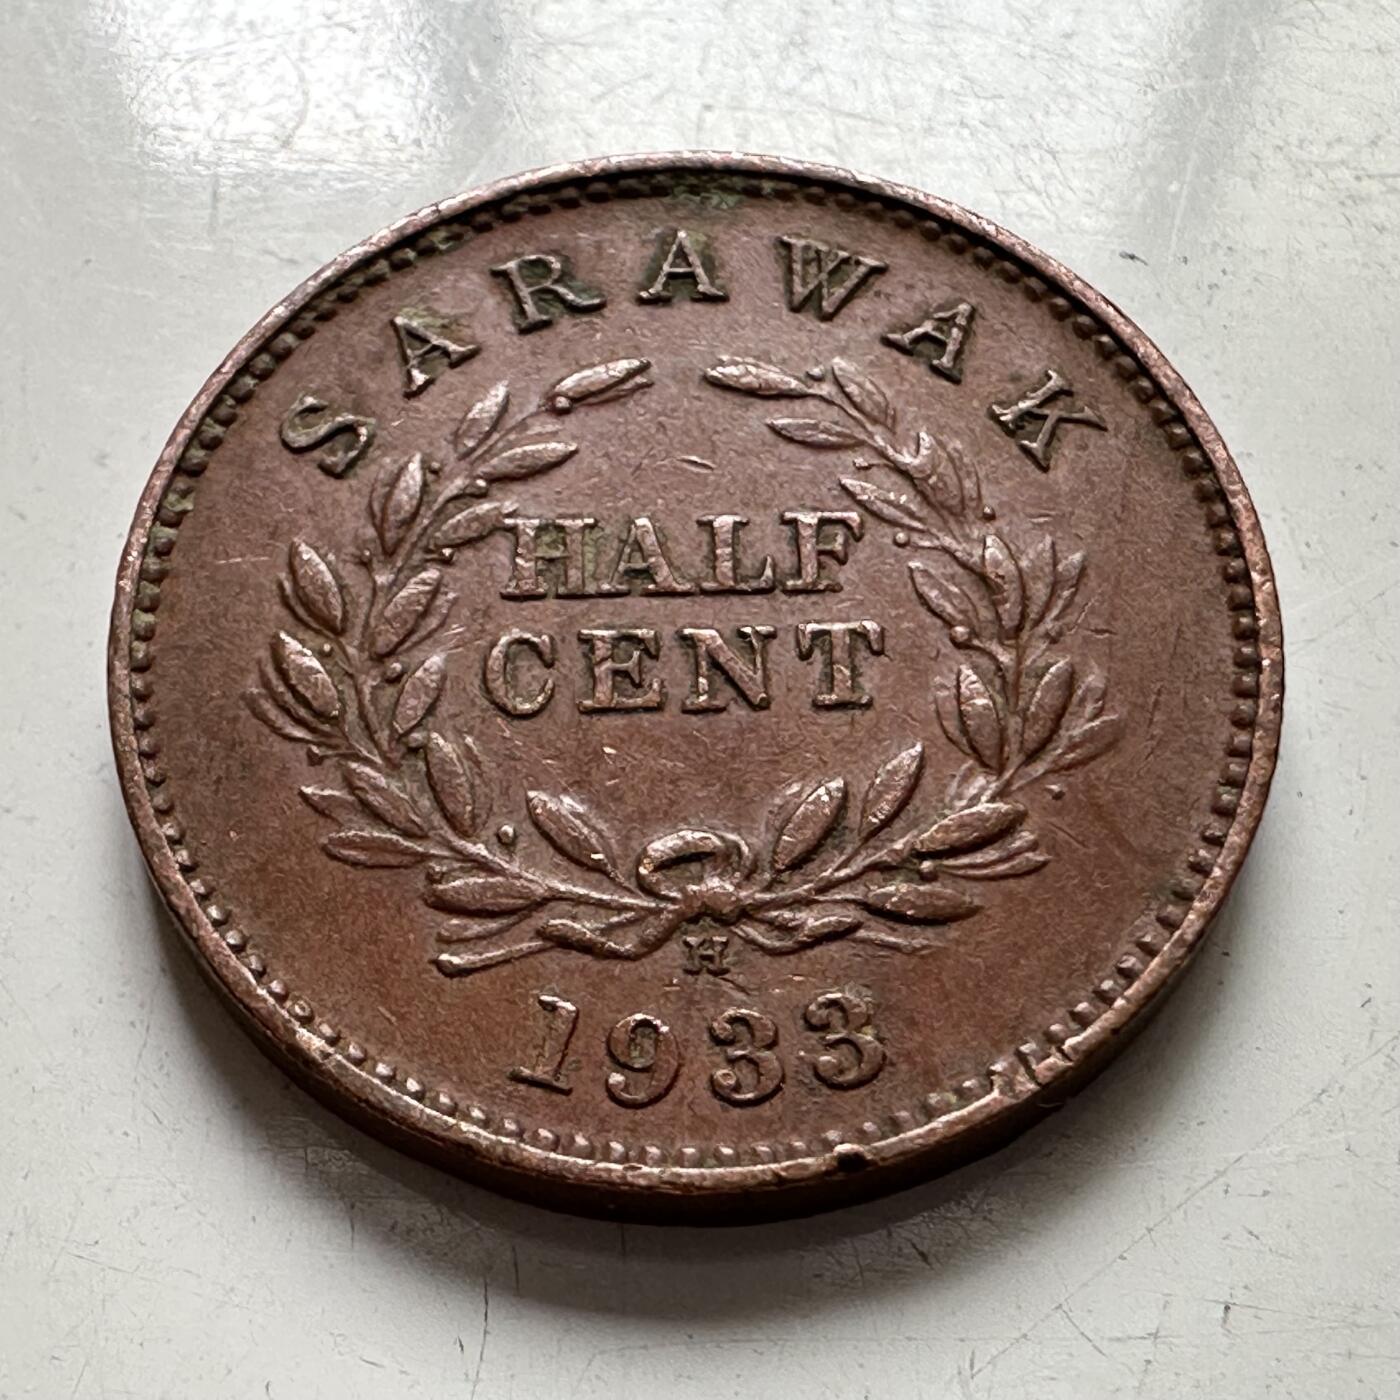 SARAWAK
HALF
CENT
H
1933